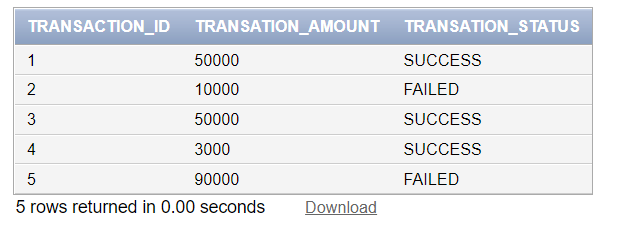 TRANSACTION_ID TRANSATION_AMOUNT TRANSATION_STATUS
1 50000 SUCCESS
2 10000 FAILED
3 50000 SUCCESS
4 3000 SUCCESS
5 90000 FAILED
5 rows returned in 0.00 seconds Download